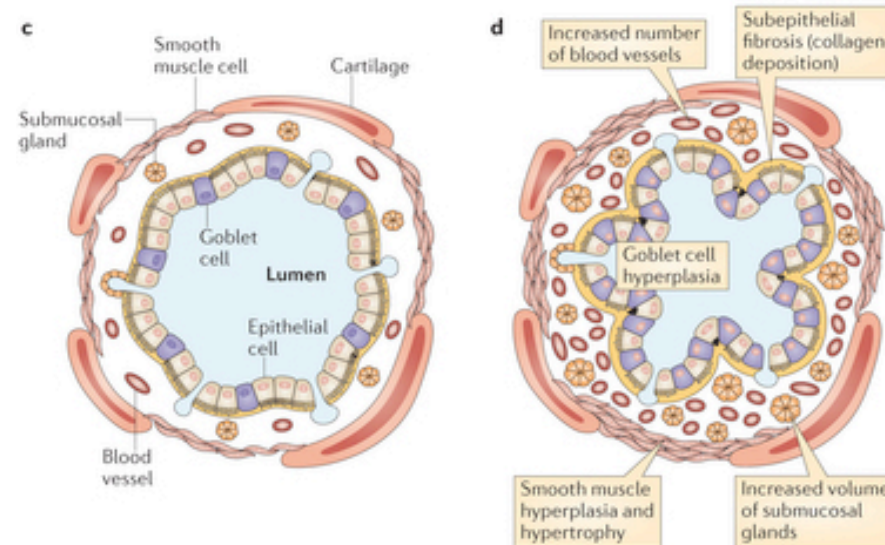 c
Smooth
muscle cell
Cartilage
Submucosal
gland
Goblet
cell
Lumen
Epithelial
cell
Blood
vessel
d
Increased number
of blood vessels
Subepithelial
fibrosis (collagen
deposition)
Goblet cell
hyperplasia
Smooth muscle
hyperplasia and
hypertrophy
Increased volume
of submucosal
glands